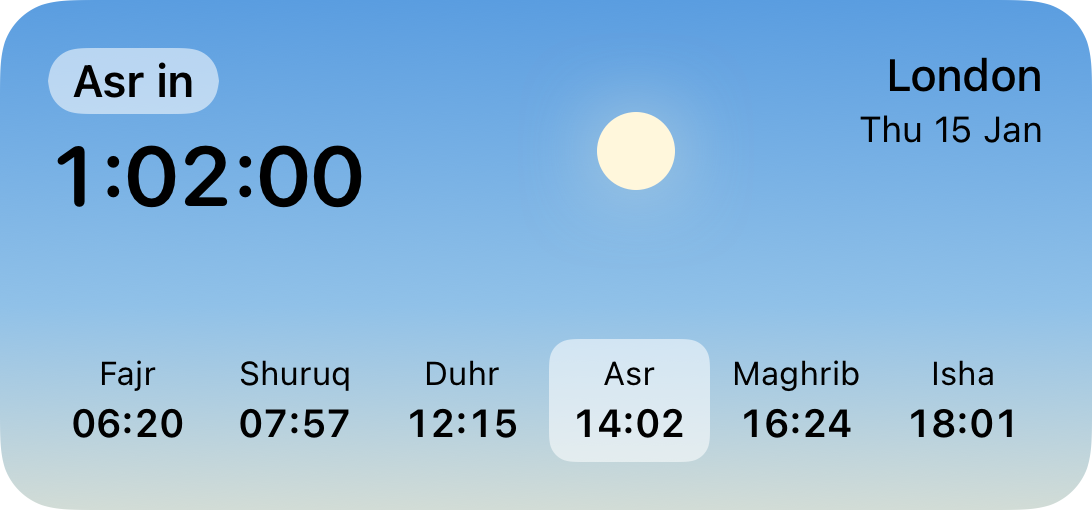 Asr in
1:02:00
London
Thu 15 Jan
Fajr Shuruq Duhr Asr Maghrib Isha
06:20 07:57 12:15 14:02 16:24 18:01